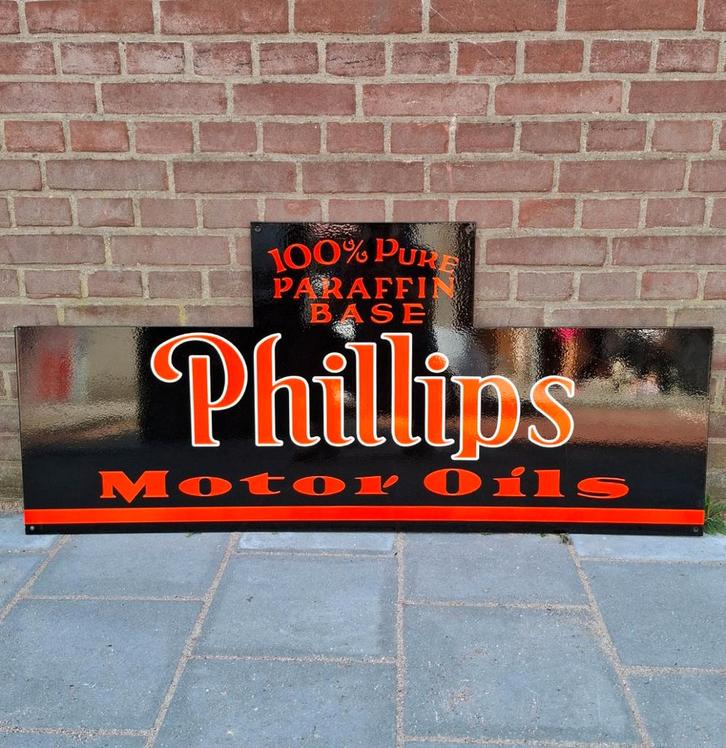 100% PURE
PARAFFIN
BASE
Phillips
Motor Oils